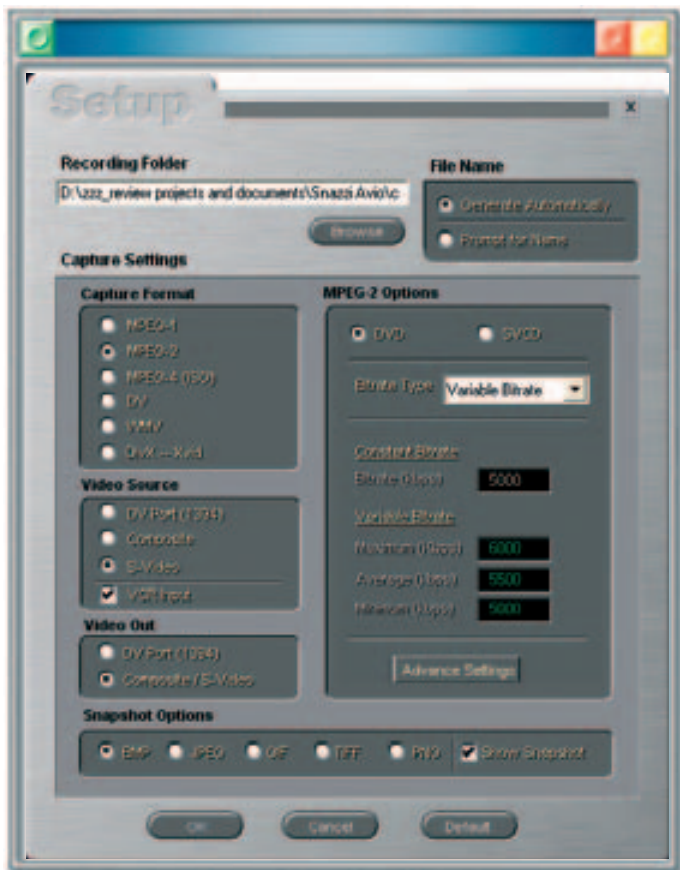 Setup
x
Recording Folder
D:\zzz_review projects and documents\Snazzi Avio\c
Browse
File Name
Generate Automatically
Prompt for Name
Capture Settings
Capture Format
MPEG-1
MPEG-2
MPEG-4 (ISO)
DV
WMV
DivX -- Xvid
Video Source
DV Port (1394)
Composite
S-Video
VCR Input
Video Out
DV Port (1394)
Composite / S-Video
MPEG-2 Options
DVD
SVCD
Bitrate Type
Variable Bitrate
Constant Bitrate
Bitrate (kbps)
5000
Variable Bitrate
Maximum (kbps)
6000
Average (kbps)
5500
Minimum (kbps)
5000
Advance Settings
Snapshot Options
BMP
JPEG
GIF
TIFF
PNG
Show Snapshot
OK
Cancel
Default